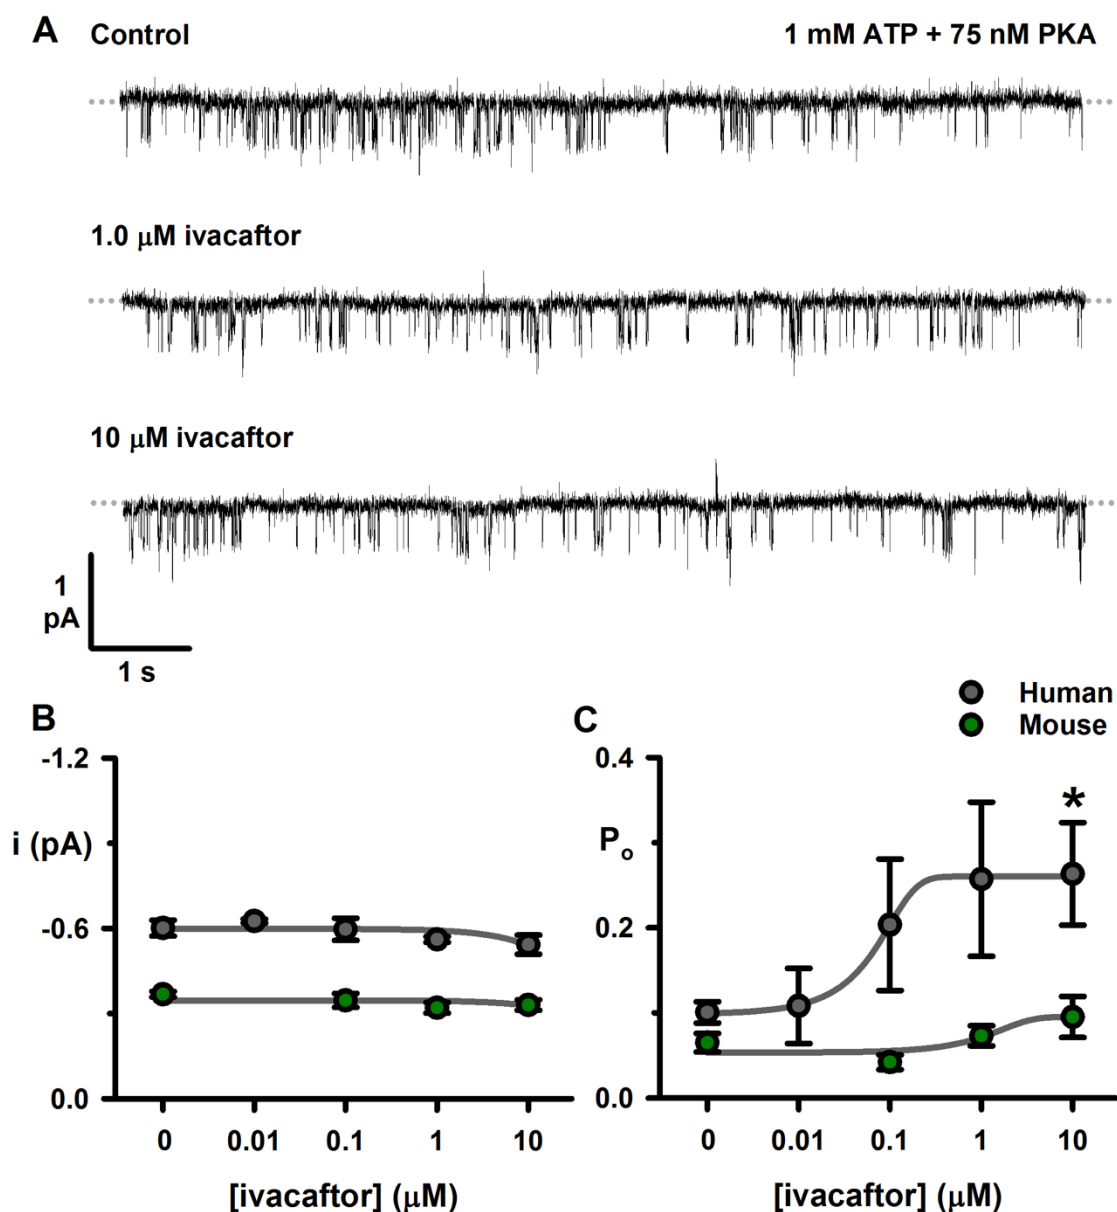 A Control 1 mM ATP + 75 nM PKA
1.0 μM ivacaftor
10 μM ivacaftor
1
pA
1 s
Human
Mouse
B
-1.2
i (pA)
-0.6
0.0
0 0.01 0.1 1 10
[ivacaftor] (μM)
C
0.4
*
Po
0.2
0.0
0 0.01 0.1 1 10
[ivacaftor] (μM)